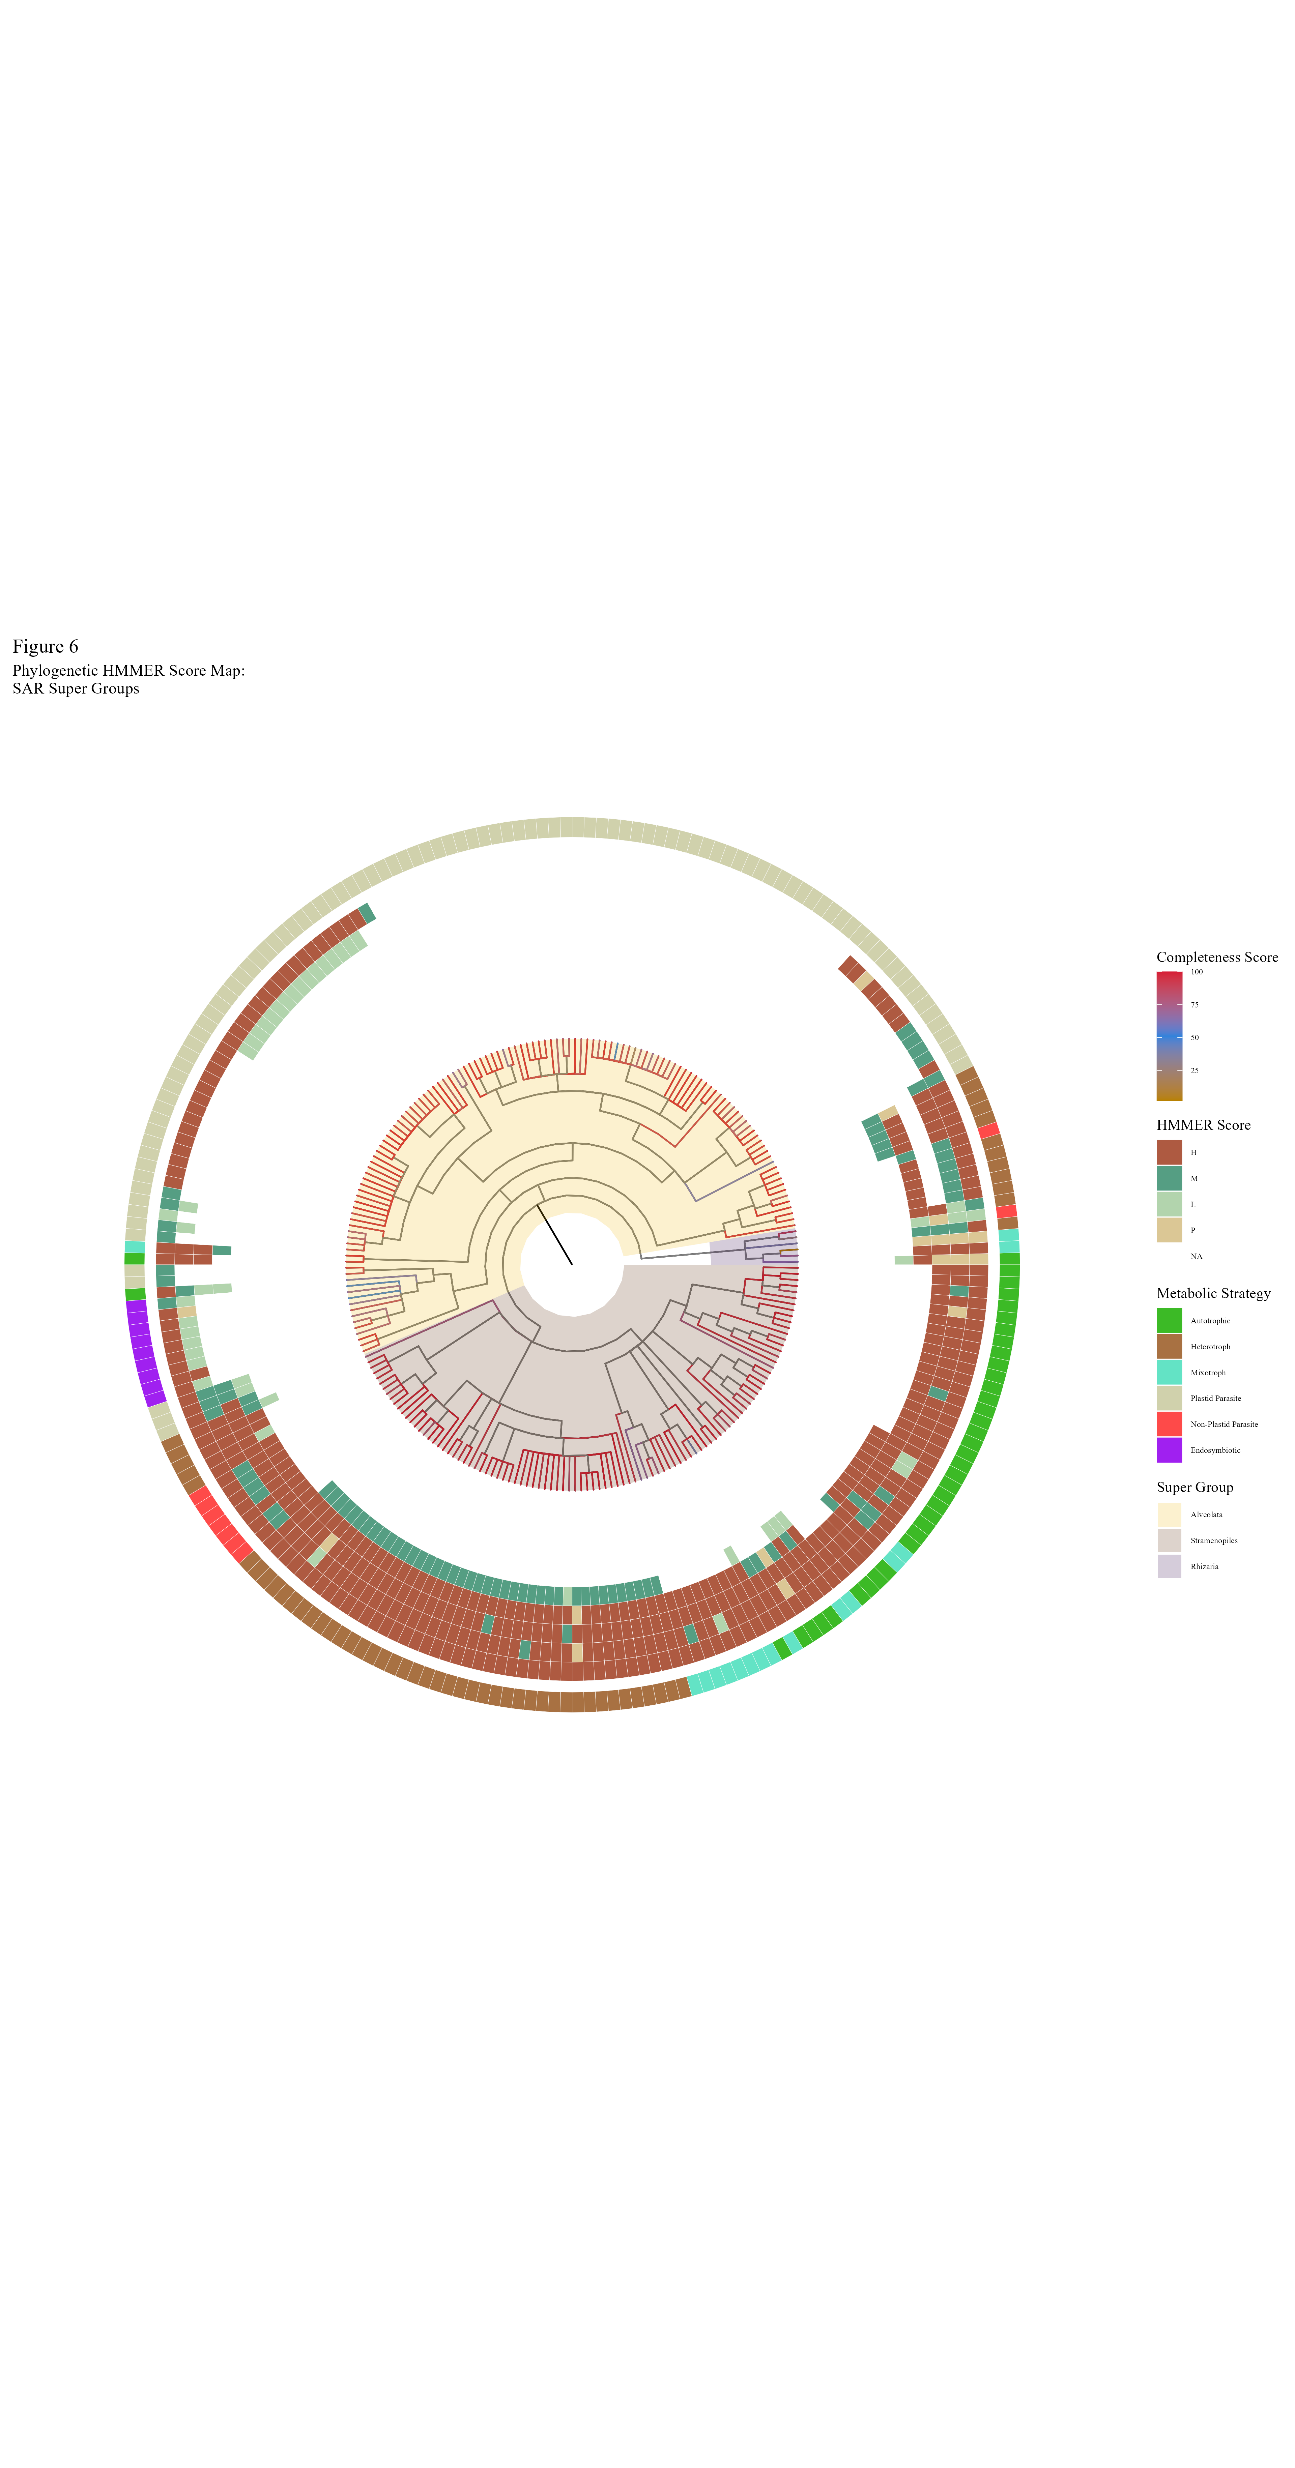 Figure 6
Phylogenetic HMMER Score Map:
SAR Super Groups
Completeness Score
100
75
50
25
HMMER Score
H
M
I
P
NA
Metabolic Strategy
Autotrophic
Heterotroph
Mixotroph
Plastid Parasite
Non-Plastid Parasite
Endosymbiotic
Super Group
Alveolata
Stramenopiles
Rhizaria